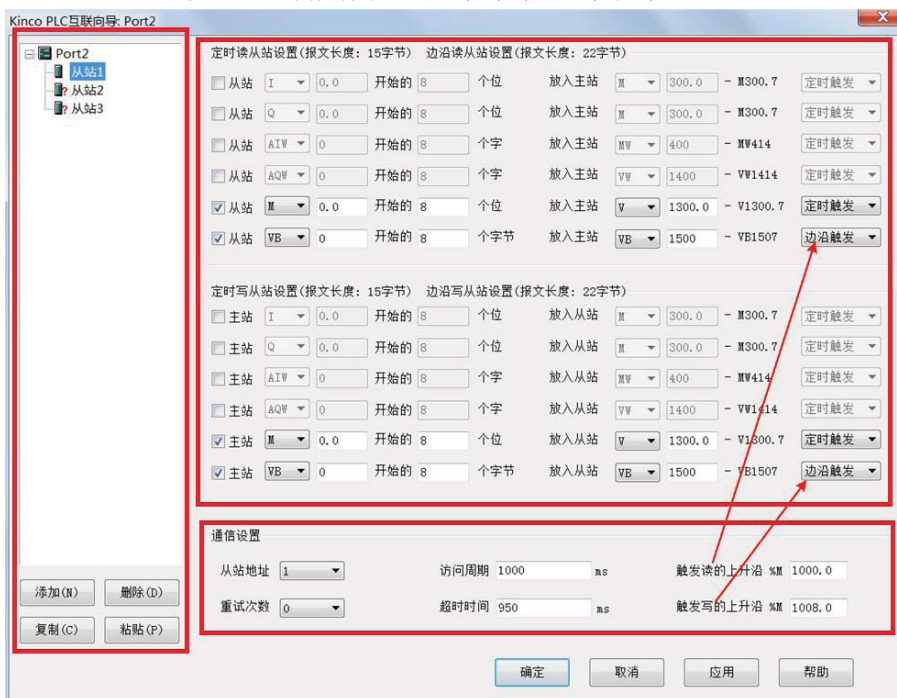 Kinco PLC互联向导: Port2
Port2
从站1
从站2
从站3
添加(N) 删除(D)
复制(C) 粘贴(P)
定时读从站设置(报文长度: 15字节) 边沿读从站设置(报文长度: 22字节)
从站 I 0.0 开始的 8 个位 放入主站 M 300.0 - M300.7 定时触发
从站 Q 0.0 开始的 8 个位 放入主站 M 300.0 - M300.7 定时触发
从站 AIW 0 开始的 8 个字 放入主站 MW 400 - MW414 定时触发
从站 AQW 0 开始的 8 个字 放入主站 VW 1400 - VW1414 定时触发
从站 M 0.0 开始的 8 个位 放入主站 V 1300.0 - V1300.7 定时触发
从站 VB 0 开始的 8 个字节 放入主站 VB 1500 - VB1507 边沿触发
定时写从站设置(报文长度: 15字节) 边沿写从站设置(报文长度: 22字节)
主站 I 0.0 开始的 8 个位 放入从站 M 300.0 - M300.7 定时触发
主站 Q 0.0 开始的 8 个位 放入从站 M 300.0 - M300.7 定时触发
主站 AIW 0 开始的 8 个字 放入从站 MW 400 - MW414 定时触发
主站 AQW 0 开始的 8 个字 放入从站 VW 1400 - VW1414 定时触发
主站 M 0.0 开始的 8 个位 放入从站 V 1300.0 - V1300.7 定时触发
主站 VB 0 开始的 8 个字节 放入从站 VB 1500 - VB1507 边沿触发
通信设置
从站地址 1 访问周期 1000 ms 触发读的上升沿 %M 1000.0
重试次数 0 超时时间 950 ms 触发写的上升沿 %M 1008.0
确定 取消 应用 帮助